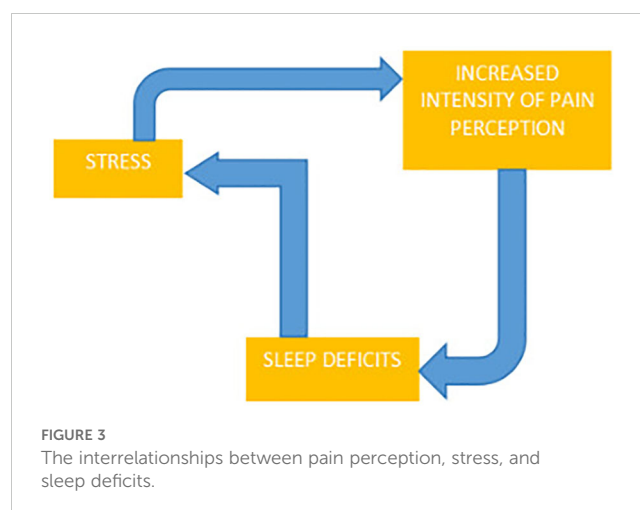 INCREASED
INTENSITY OF PAIN
PERCEPTION
STRESS
SLEEP DEFICITS
FIGURE 3
The interrelationships between pain perception, stress, and
sleep deficits.